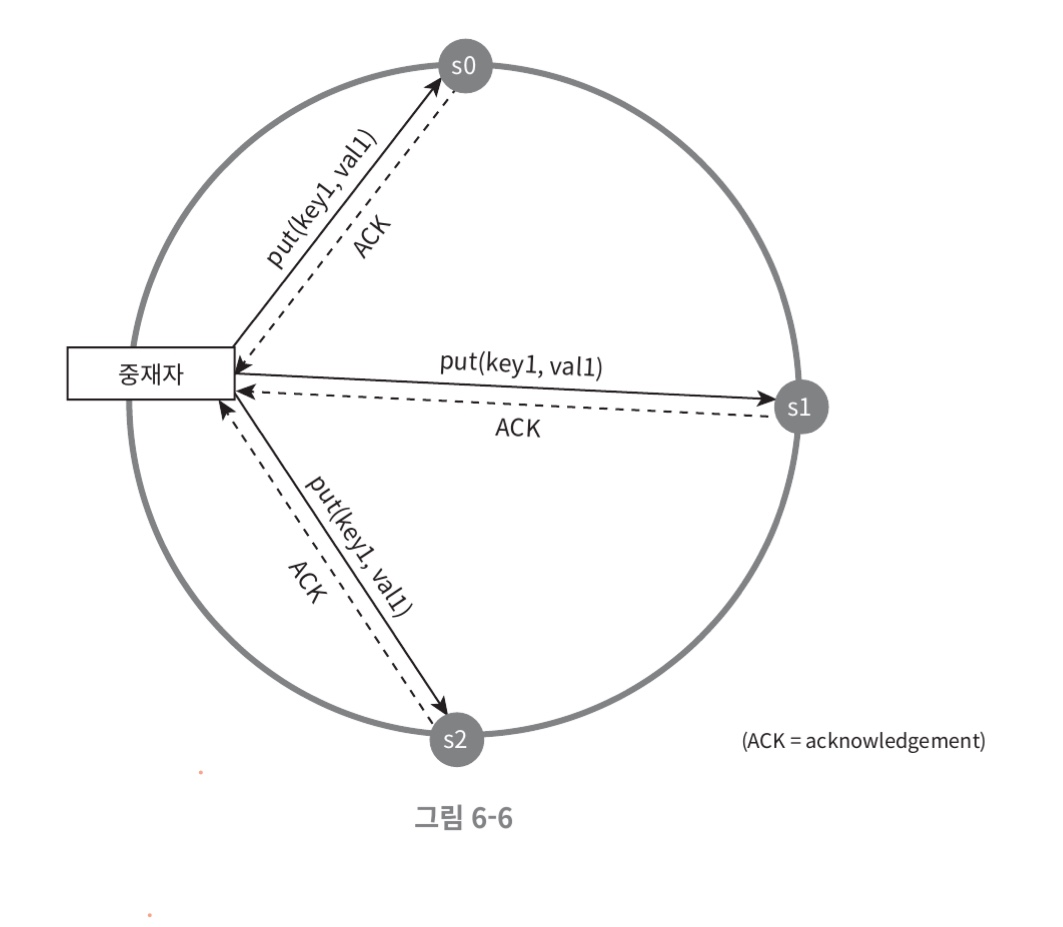 s0
put(key1, val1)
ACK
중재자
put(key1, val1)
ACK
s1
put(key1, val1)
ACK
s2
(ACK = acknowledgement)
그림 6-6